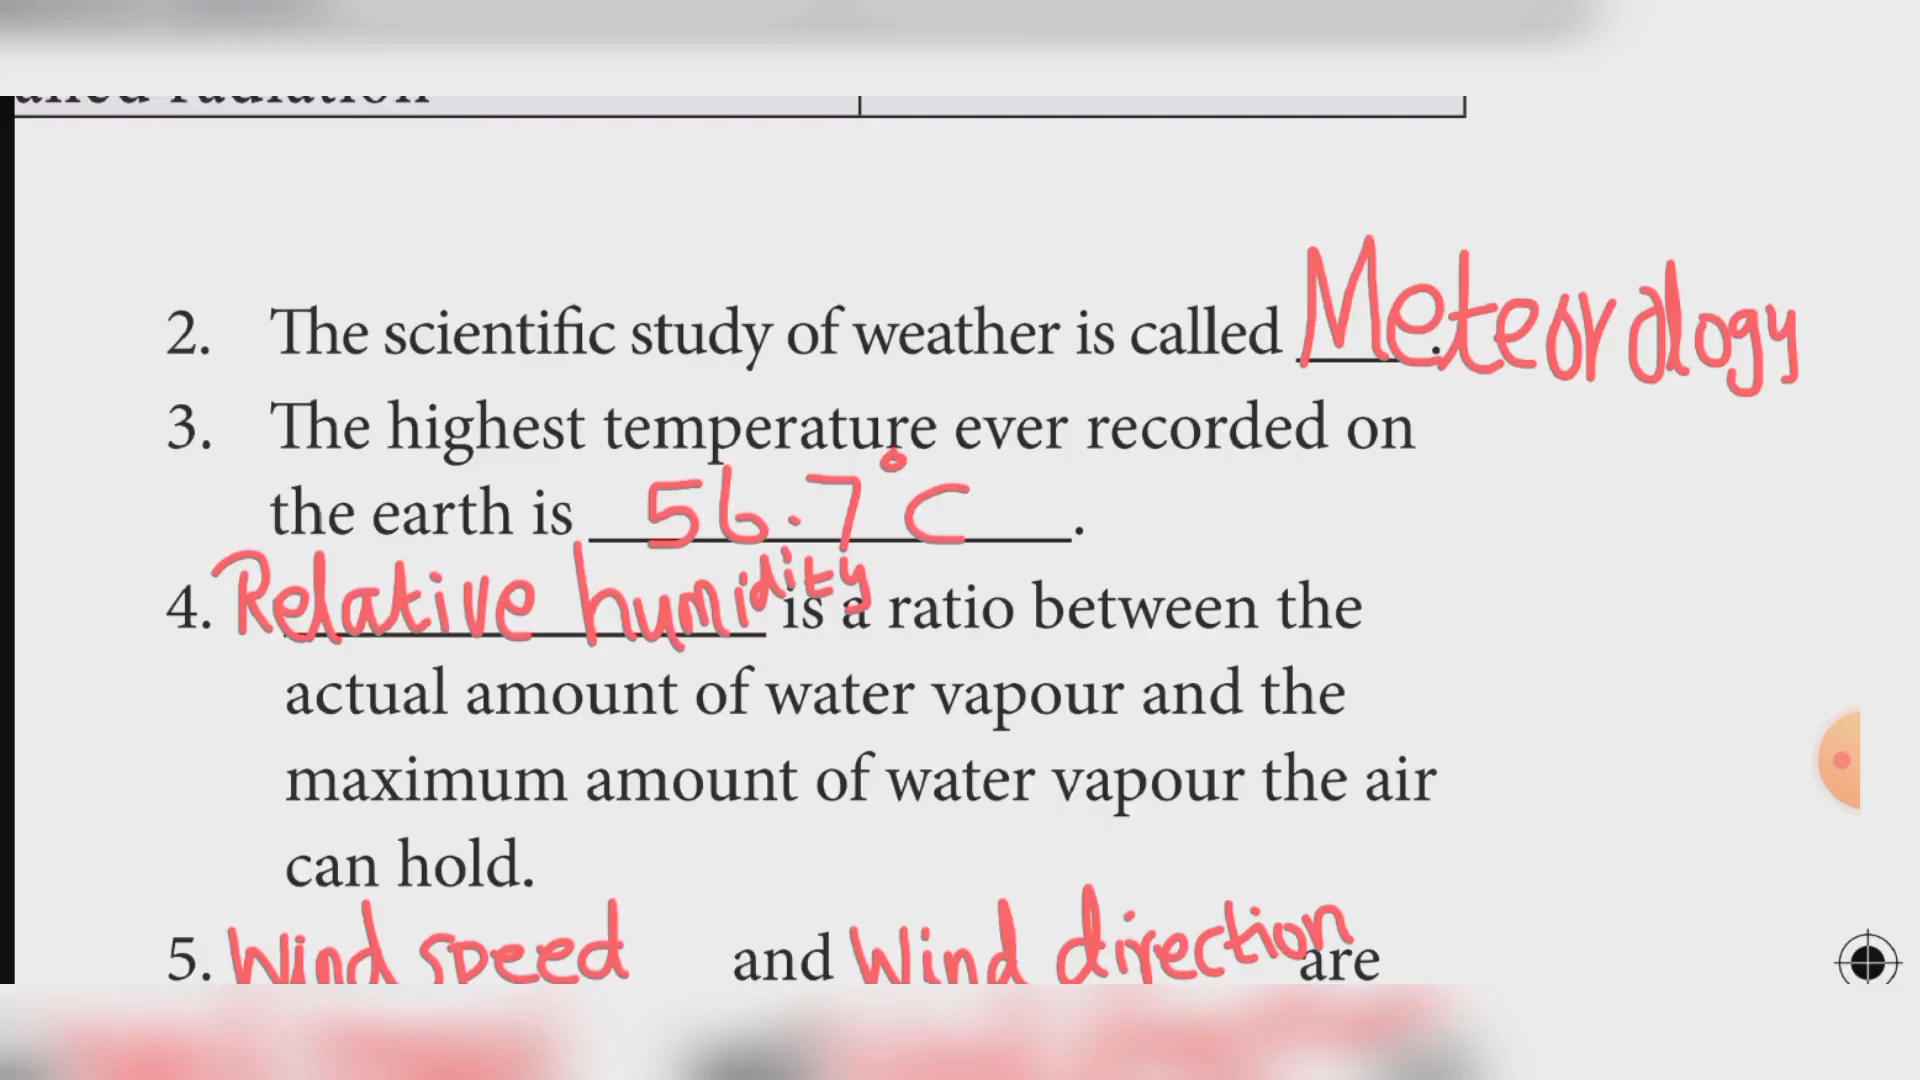 alled radiation
2. The scientific study of weather is called Meteorology.
3. The highest temperature ever recorded on
the earth is 56.7°C.
4. Relative humidity is a ratio between the
actual amount of water vapour and the
maximum amount of water vapour the air
can hold.
5. Wind speed and Wind direction are